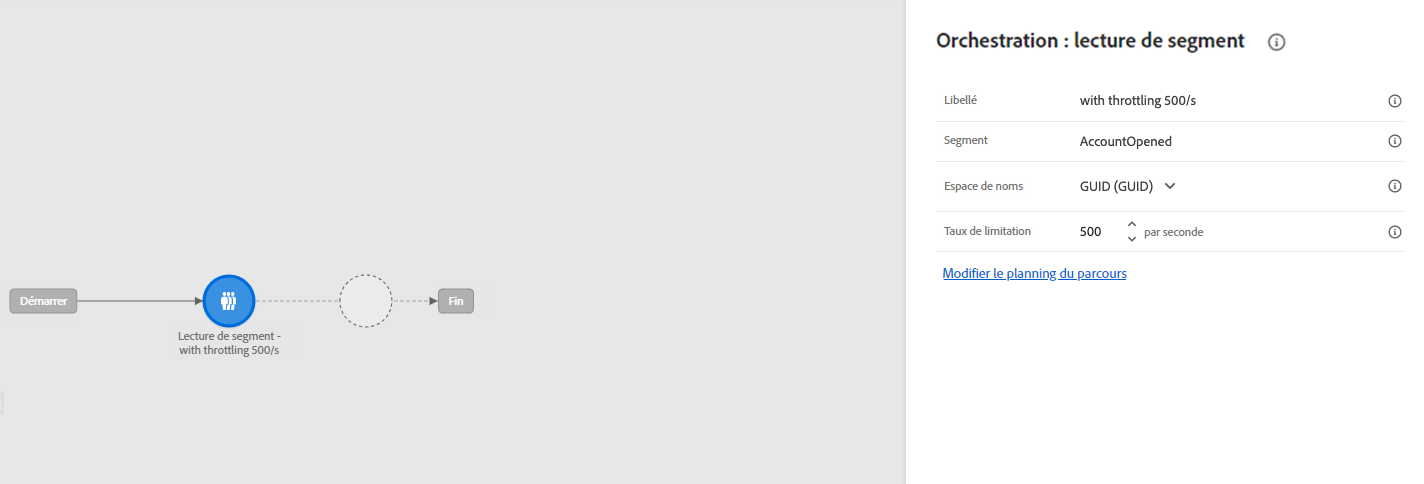 Orchestration : lecture de segment
Libellé with throttling 500/s
Segment AccountOpened
Espace de noms GUID (GUID)
Taux de limitation 500 par seconde
Modifier le planning du parcours
Démarrer
Fin
Lecture de segment -
with throttling 500/s